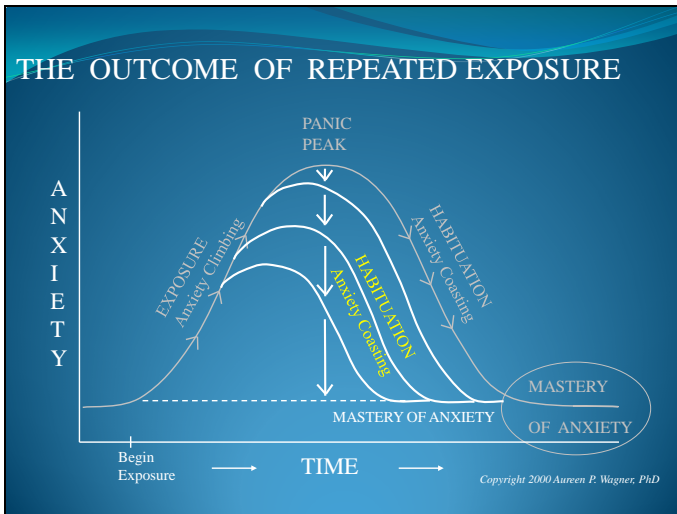 THE OUTCOME OF REPEATED EXPOSURE
PANIC
PEAK
ANXIETY
EXPOSURE
Anxiety Climbing
HABITUATION
Anxiety Coasting
HABITUATION
Anxiety Coasting
MASTERY
OF ANXIETY
MASTERY OF ANXIETY
Begin
Exposure
TIME
Copyright 2000 Aureen P. Wagner, PhD